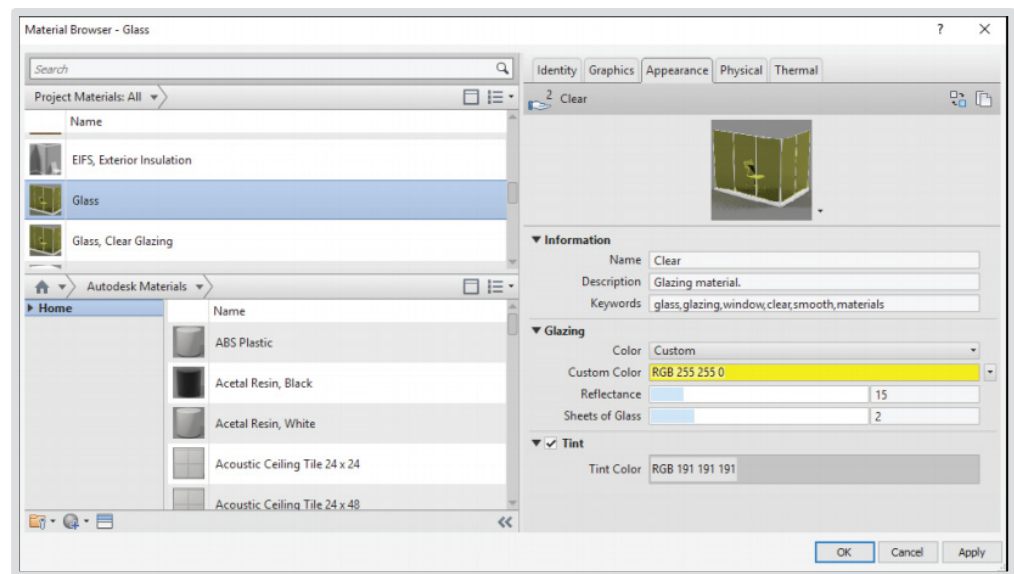 Material Browser - Glass
? X
Search
Project Materials: All
Name
EIFS, Exterior Insulation
Glass
Glass, Clear Glazing
Autodesk Materials
Home
Name
ABS Plastic
Acetal Resin, Black
Acetal Resin, White
Acoustic Ceiling Tile 24 x 24
Acoustic Ceiling Tile 24 x 48
Identity Graphics Appearance Physical Thermal
2 Clear
Information
Name Clear
Description Glazing material.
Keywords glass,glazing,window,clear,smooth,materials
Glazing
Color Custom
Custom Color RGB 255 255 0
Reflectance 15
Sheets of Glass 2
Tint
Tint Color RGB 191 191 191
OK Cancel Apply